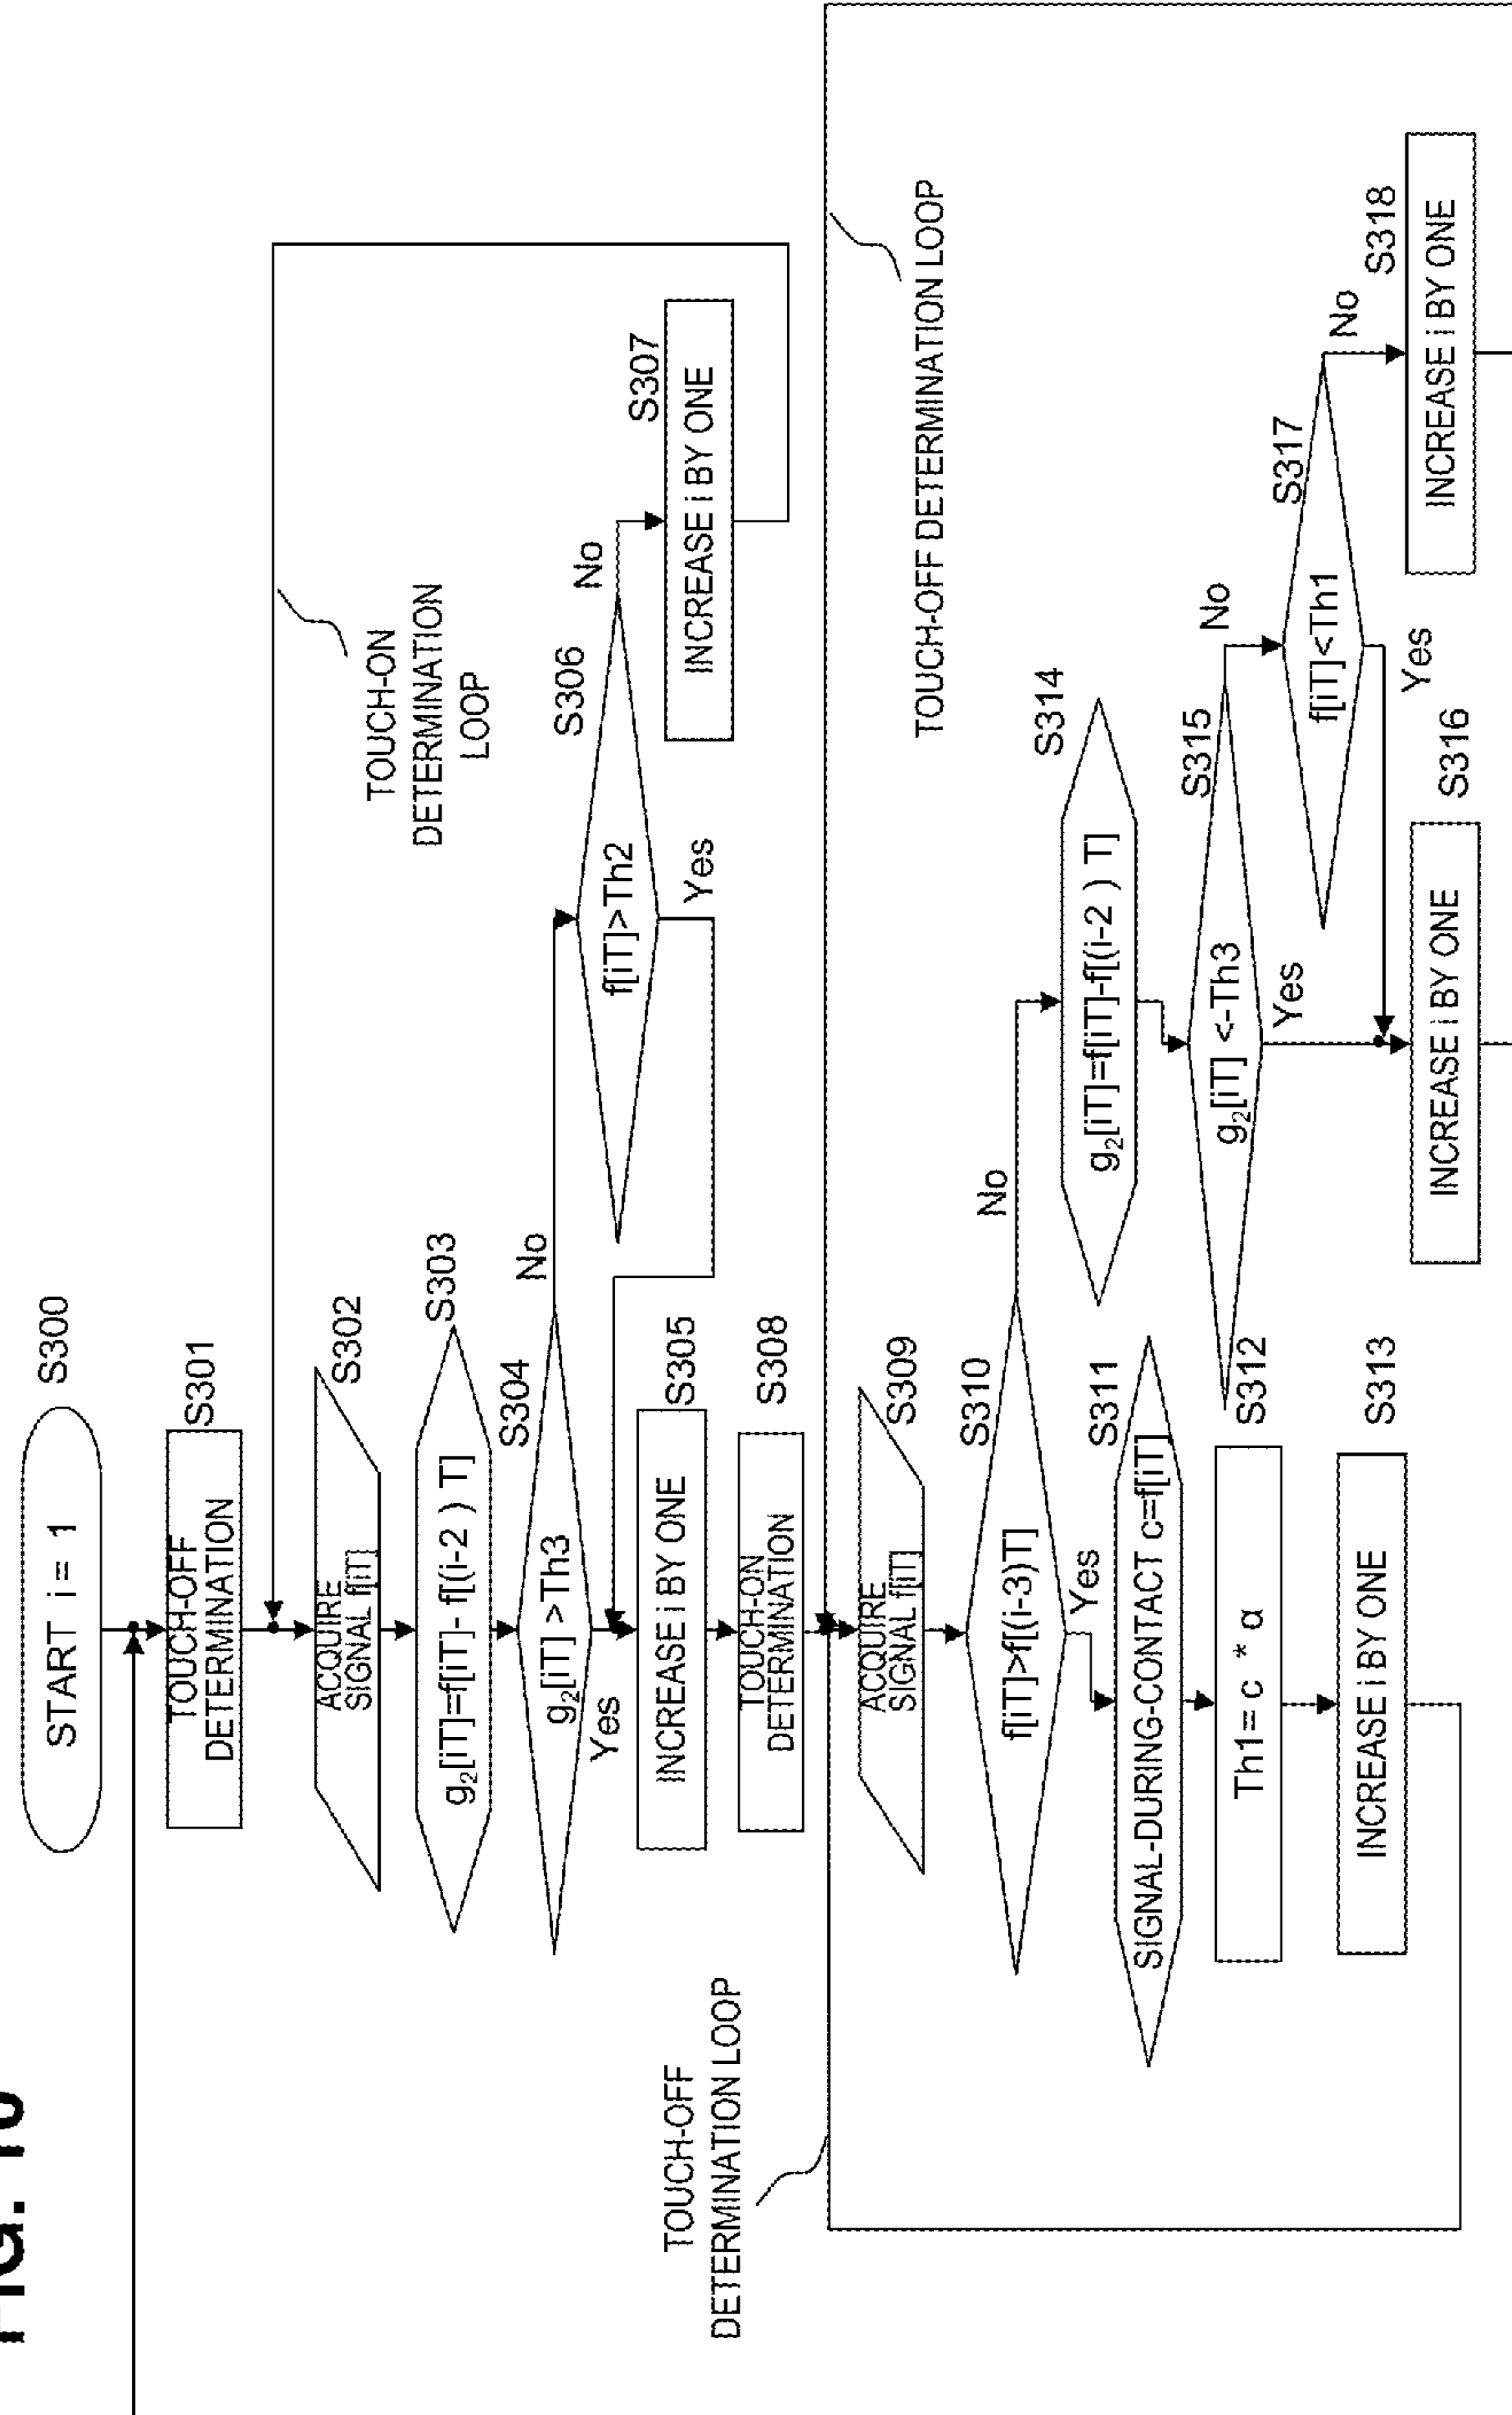 START i = 1
S300
TOUCH-OFF
DETERMINATION
S301
ACQUIRE
SIGNAL f[iT]
S302
g₂[iT]=f[iT]- f[(i-2 ) T]
S303
g₂[iT] >Th3
S304
No
Yes
f[iT]>Th2
S306
No
Yes
INCREASE i BY ONE
S307
TOUCH-ON
DETERMINATION
LOOP
INCREASE i BY ONE
S305
TOUCH-ON
DETERMINATION
S308
TOUCH-OFF
DETERMINATION LOOP
TOUCH-OFF DETERMINATION LOOP
ACQUIRE
SIGNAL f[iT]
S309
f[iT]>f[(i-3)T]
S310
No
Yes
SIGNAL-DURING-CONTACT c=f[iT]
S311
Th1= c * α
S312
INCREASE i BY ONE
S313
g₂[iT]=f[iT]-f[(i-2 ) T]
S314
g₂[iT] <-Th3
S315
No
Yes
INCREASE i BY ONE
S316
f[iT]<Th1
S317
No
Yes
INCREASE i BY ONE
S318